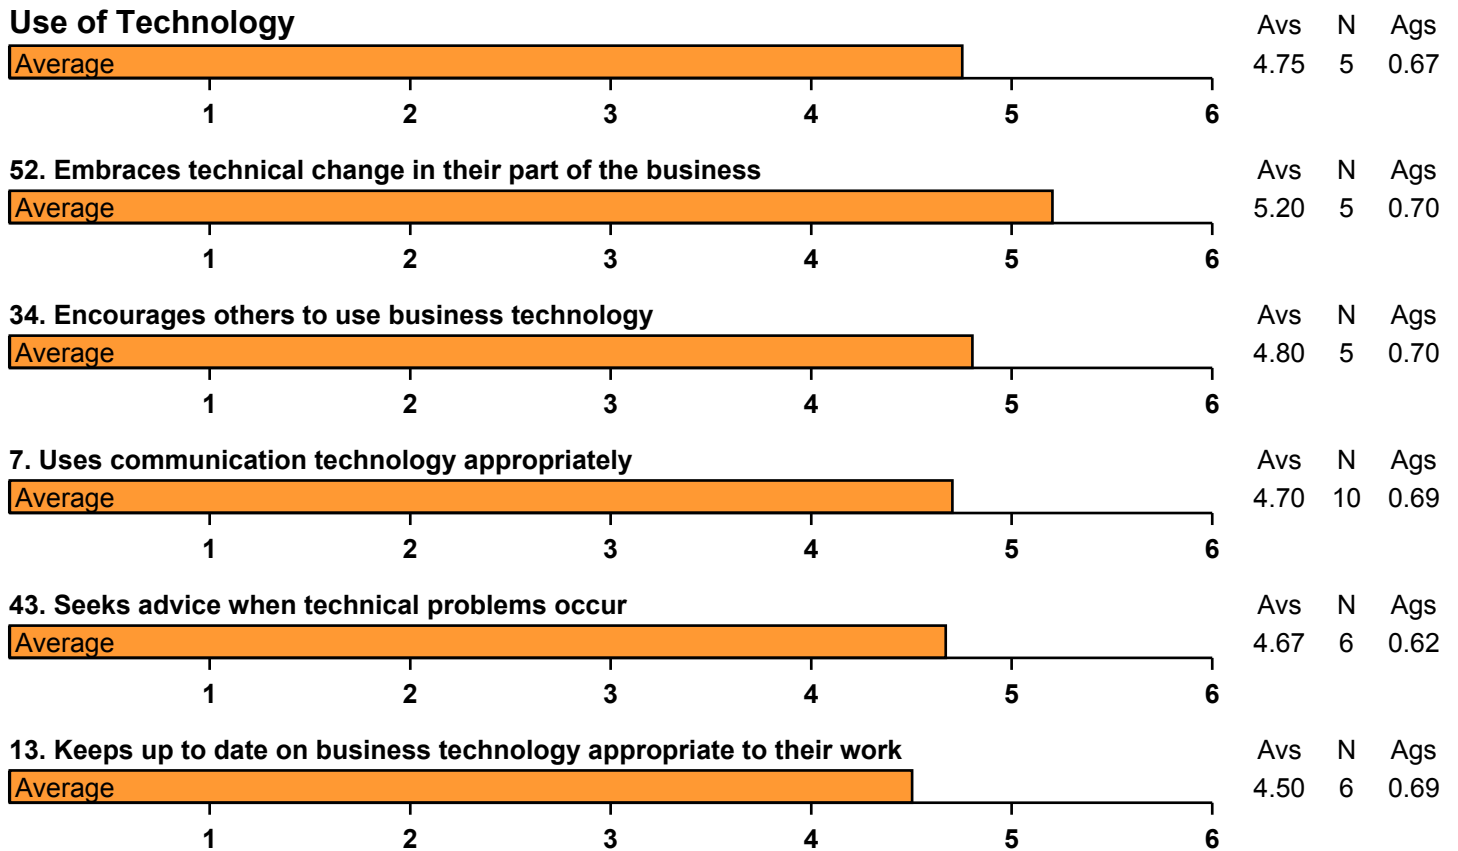 Use of Technology Avs N Ags
Average 4.75 5 0.67
1 2 3 4 5 6
52. Embraces technical change in their part of the business Avs N Ags
Average 5.20 5 0.70
1 2 3 4 5 6
34. Encourages others to use business technology Avs N Ags
Average 4.80 5 0.70
1 2 3 4 5 6
7. Uses communication technology appropriately Avs N Ags
Average 4.70 10 0.69
1 2 3 4 5 6
43. Seeks advice when technical problems occur Avs N Ags
Average 4.67 6 0.62
1 2 3 4 5 6
13. Keeps up to date on business technology appropriate to their work Avs N Ags
Average 4.50 6 0.69
1 2 3 4 5 6